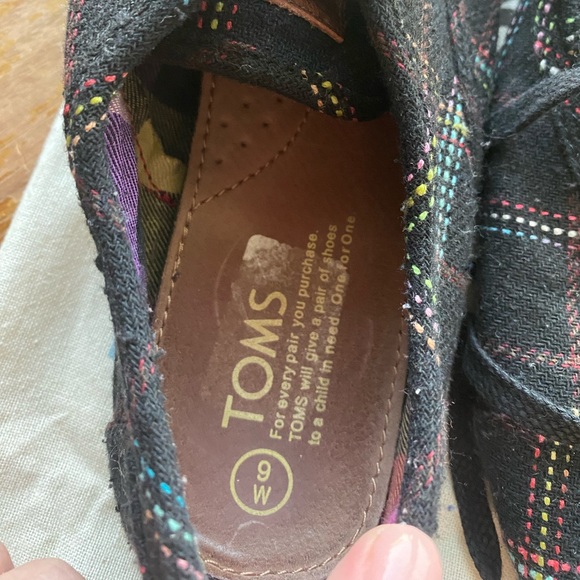 TOMS
For every pair you purchase.
TOMS will give a pair of shoes
to a child in need. One for One
9
W